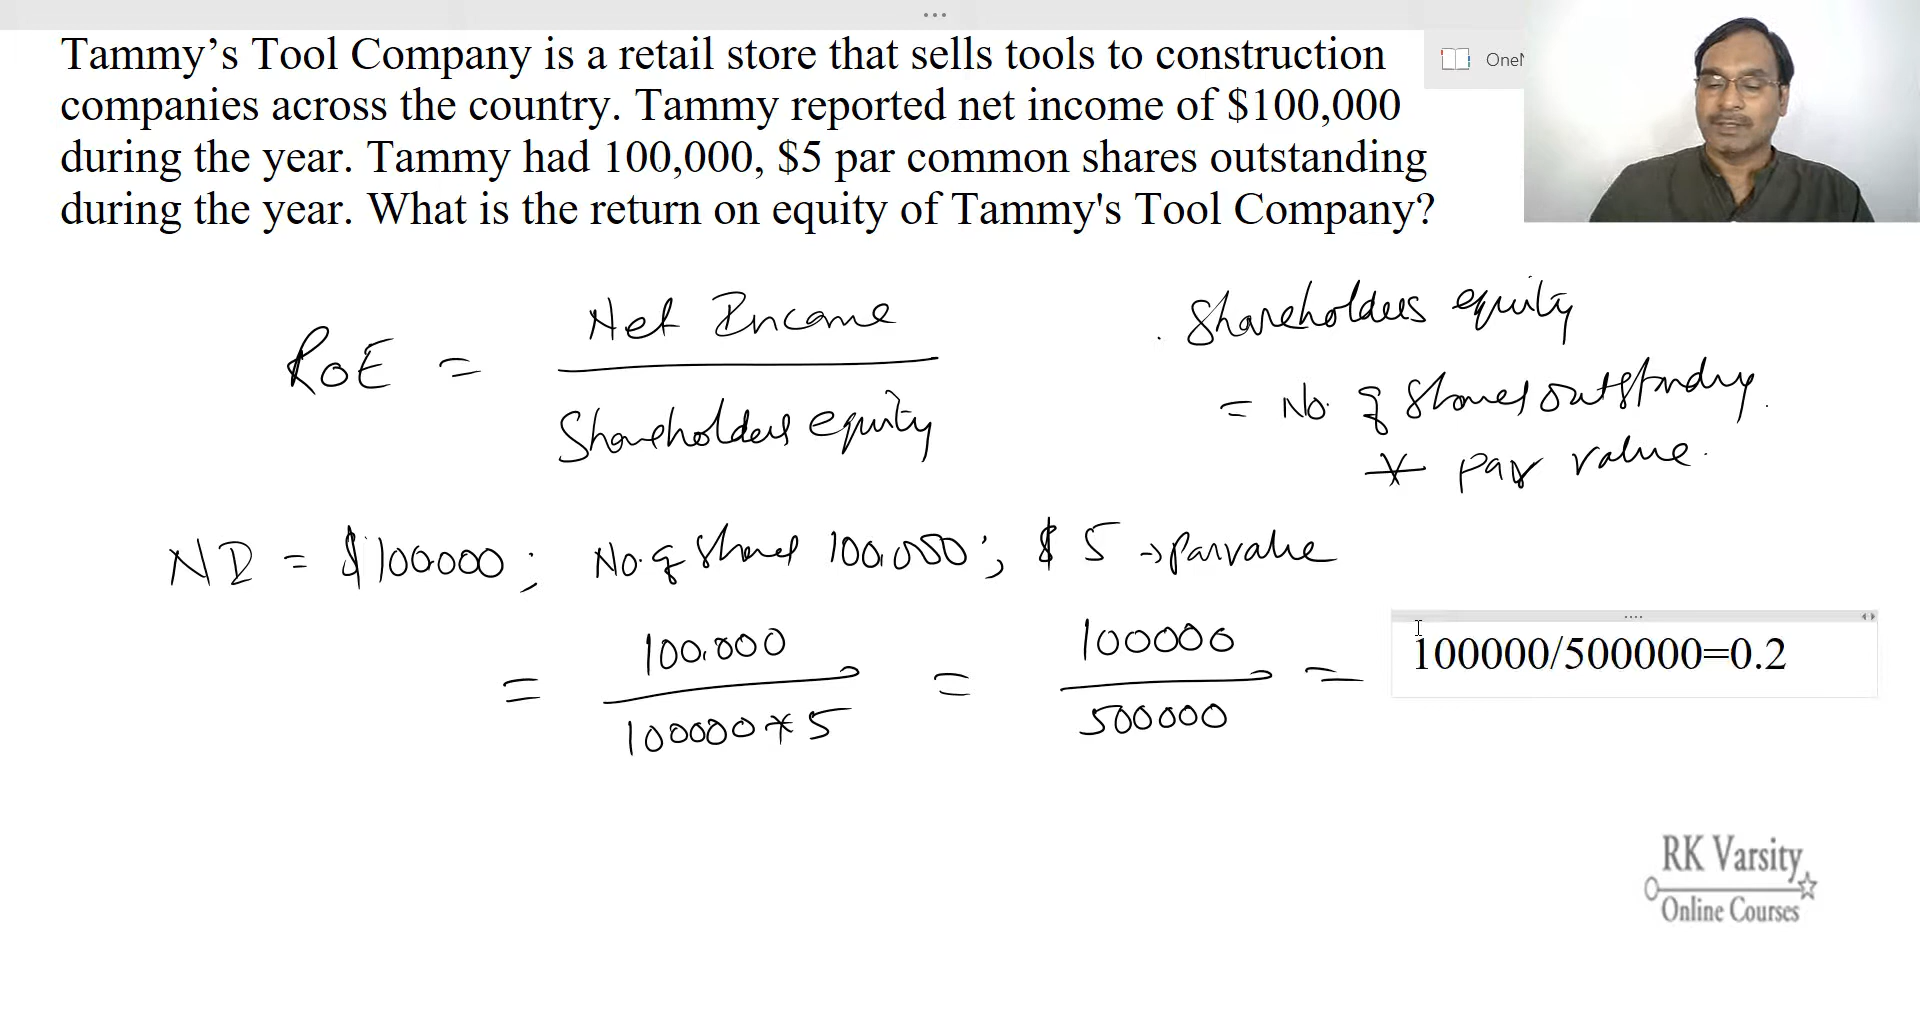 Tammy’s Tool Company is a retail store that sells tools to construction
companies across the country. Tammy reported net income of $100,000
during the year. Tammy had 100,000, $5 par common shares outstanding
during the year. What is the return on equity of Tammy's Tool Company?
OneN
ROE = Net Income
Shareholders equity
Shareholders equity
= No. of Shares outstanding.
* par value.
NI = $100000; No. of Shares 100,000; $5 → Par value
= 100,000 / 100000 * 5 = 100000 / 500000 = 100000/500000=0.2
RK Varsity
Online Courses